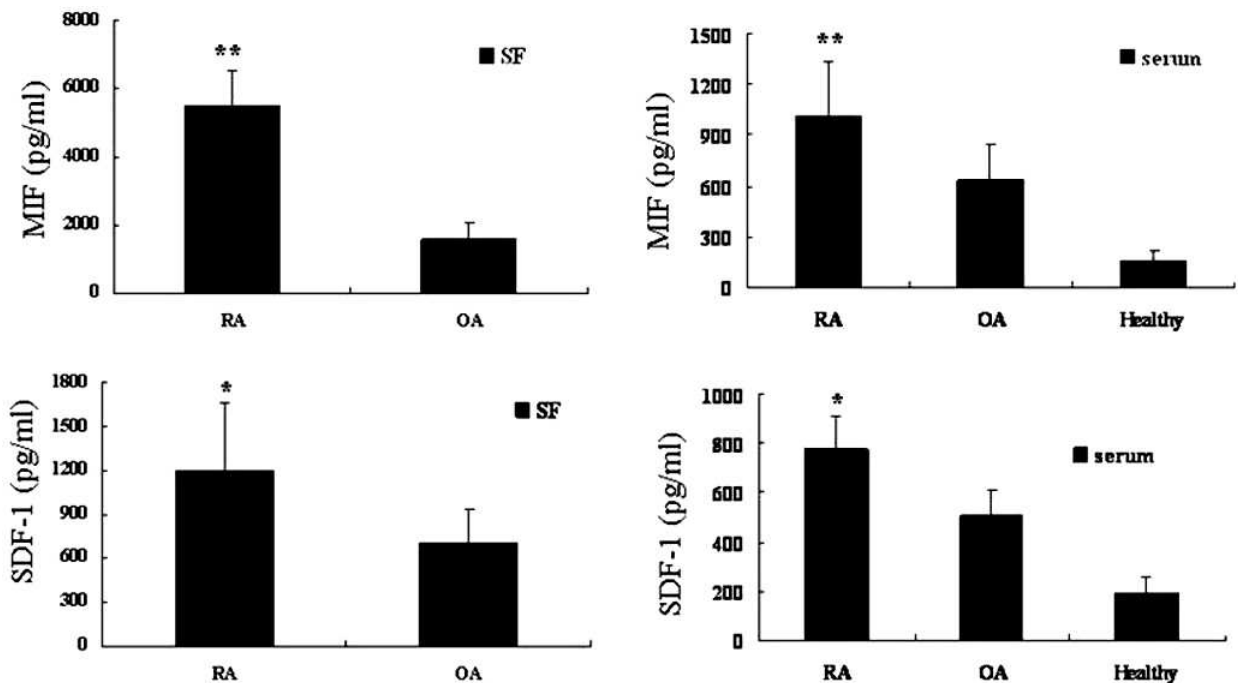 MIF (pg/ml)
8000
6000
4000
2000
0
**
SF
RA OA
MIF (pg/ml)
1500
1200
900
600
300
0
**
serum
RA OA Healthy
SDF-1 (pg/ml)
1800
1500
1200
900
600
300
0
*
SF
RA OA
SDF-1 (pg/ml)
1000
800
600
400
200
0
*
serum
RA OA Healthy